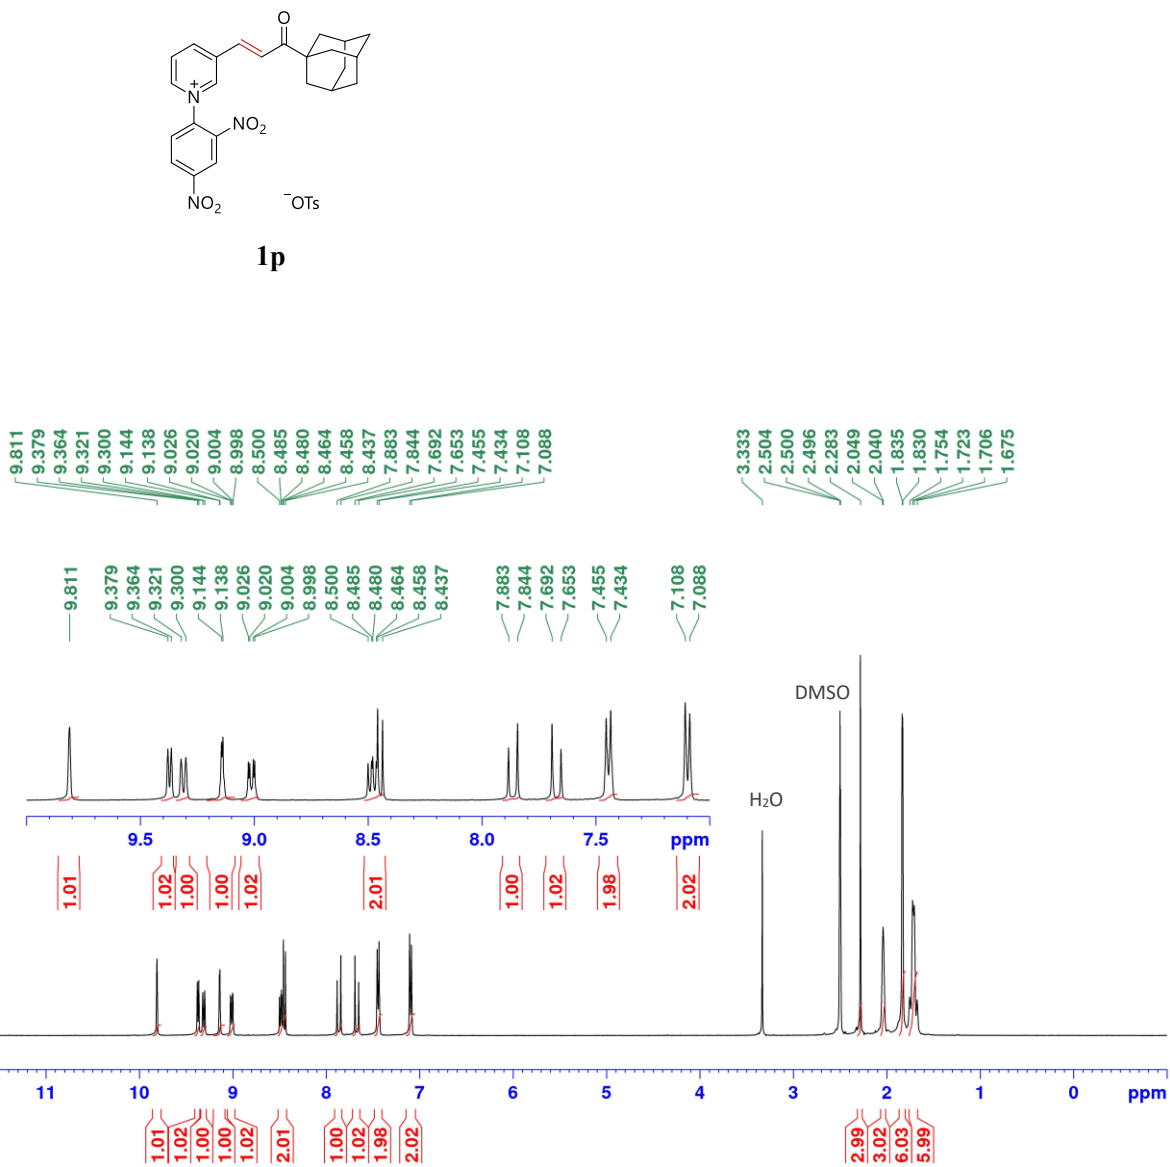 O
N
+
NO2
NO2
−OTs
1p
9.811 9.379 9.364 9.321 9.300 9.144 9.138 9.026 9.020 9.004 8.998 8.500 8.485 8.480 8.464 8.458 8.437 7.883 7.844 7.692 7.653 7.455 7.434 7.108 7.088 3.333 2.504 2.500 2.496 2.283 2.049 2.040 1.835 1.830 1.754 1.723 1.706 1.675
9.811 9.379 9.364 9.321 9.300 9.144 9.138 9.026 9.020 9.004 8.998 8.500 8.485 8.480 8.464 8.458 8.437 7.883 7.844 7.692 7.653 7.455 7.434 7.108 7.088
DMSO
H2O
9.5 9.0 8.5 8.0 7.5 ppm
1.01 1.02 1.00 1.00 1.02 2.01 1.00 1.02 1.98 2.02
11 10 9 8 7 6 5 4 3 2 1 0 ppm
1.01 1.02 1.00 1.00 1.02 2.01 1.00 1.02 1.98 2.02 2.99 3.02 6.03 5.99